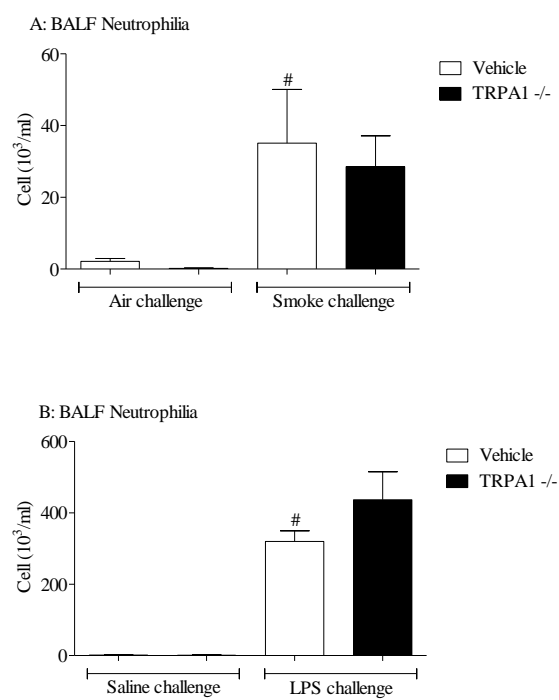 A: BALF Neutrophilia
60
40
20
0
Cell (10³/ml)
#
Vehicle
TRPA1 -/-
Air challenge
Smoke challenge
B: BALF Neutrophilia
600
400
200
0
Cell (10³/ml)
#
Vehicle
TRPA1 -/-
Saline challenge
LPS challenge